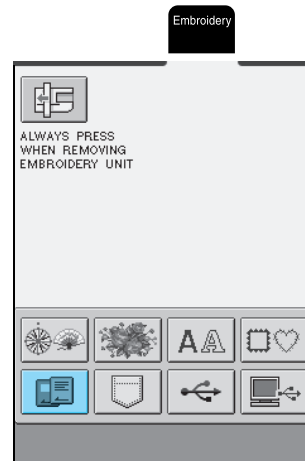 Embroidery
ALWAYS PRESS
WHEN REMOVING
EMBROIDERY UNIT
AA